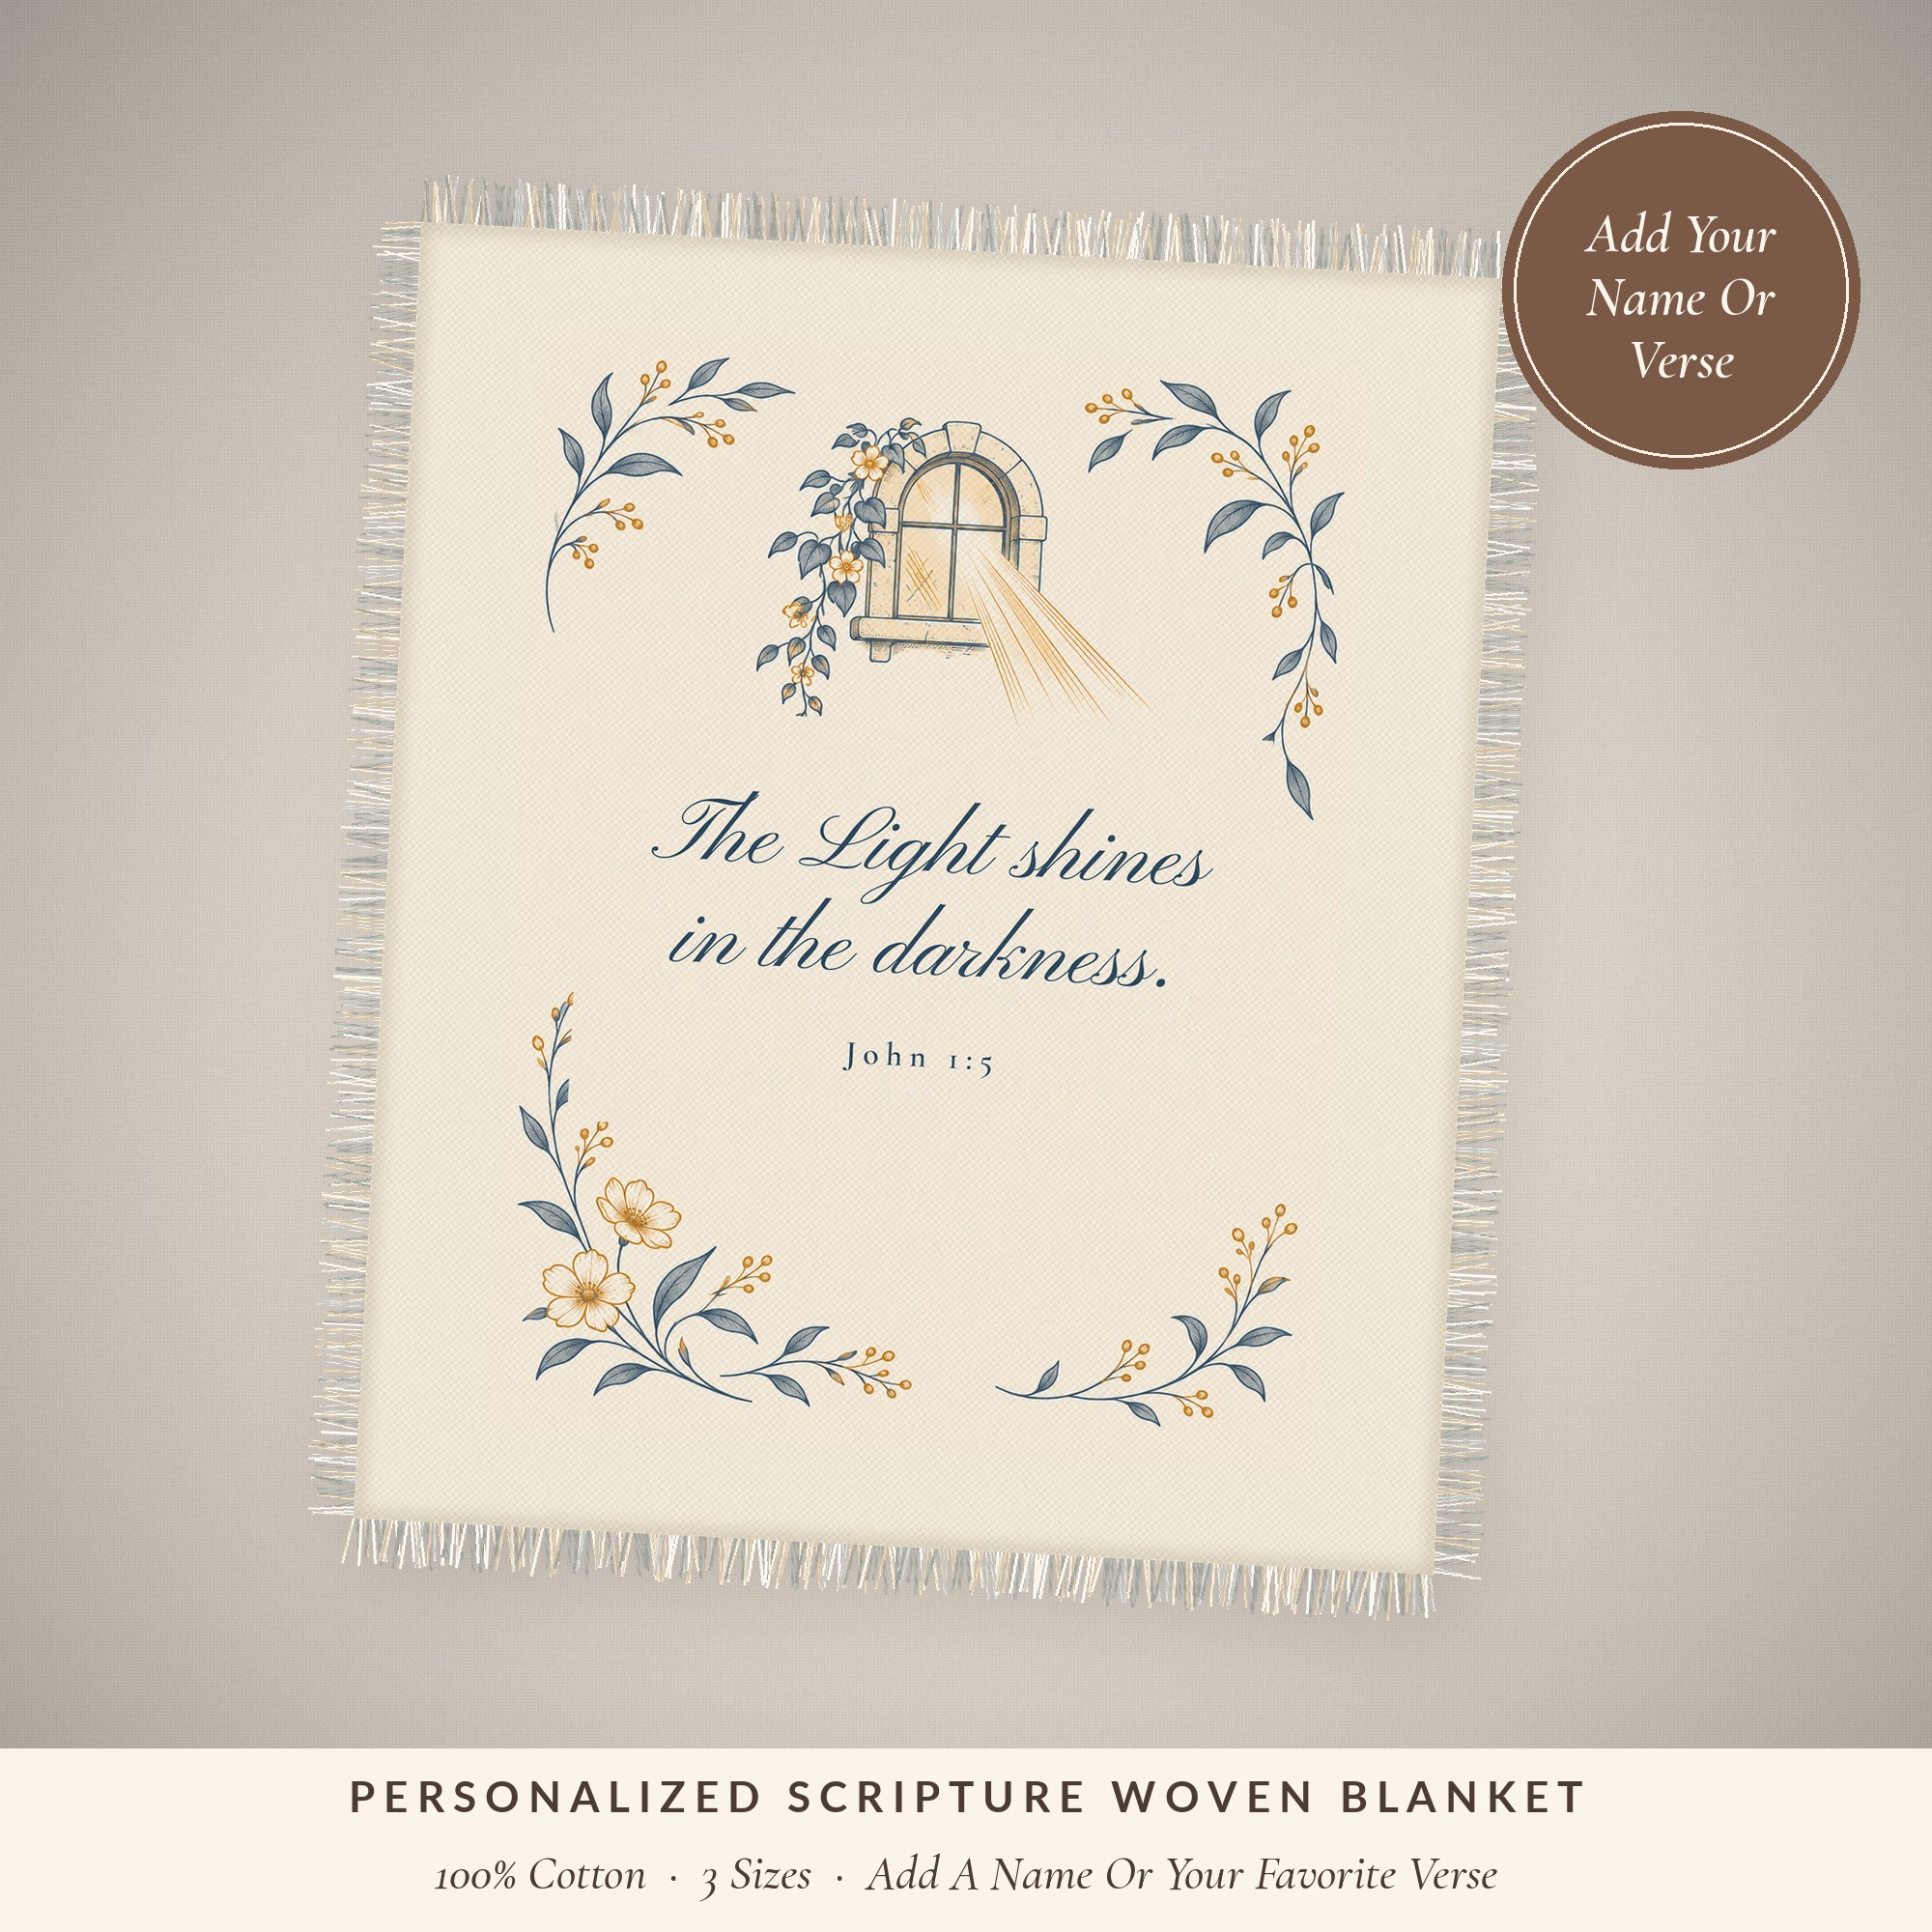 Add Your
Name Or
Verse
The Light shines
in the darkness.
John 1:5
PERSONALIZED SCRIPTURE WOVEN BLANKET
100% Cotton · 3 Sizes · Add A Name Or Your Favorite Verse